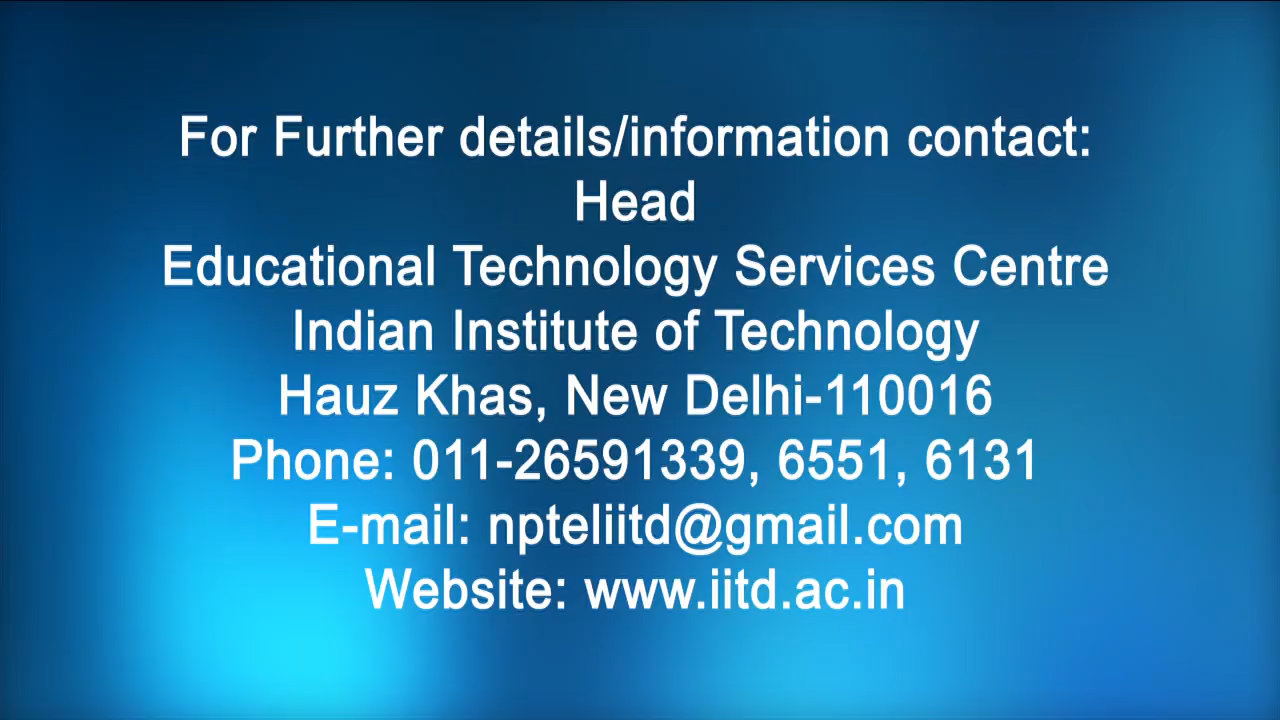 For Further details/information contact:
Head
Educational Technology Services Centre
Indian Institute of Technology
Hauz Khas, New Delhi-110016
Phone: 011-26591339, 6551, 6131
E-mail: npteliitd@gmail.com
Website: www.iitd.ac.in